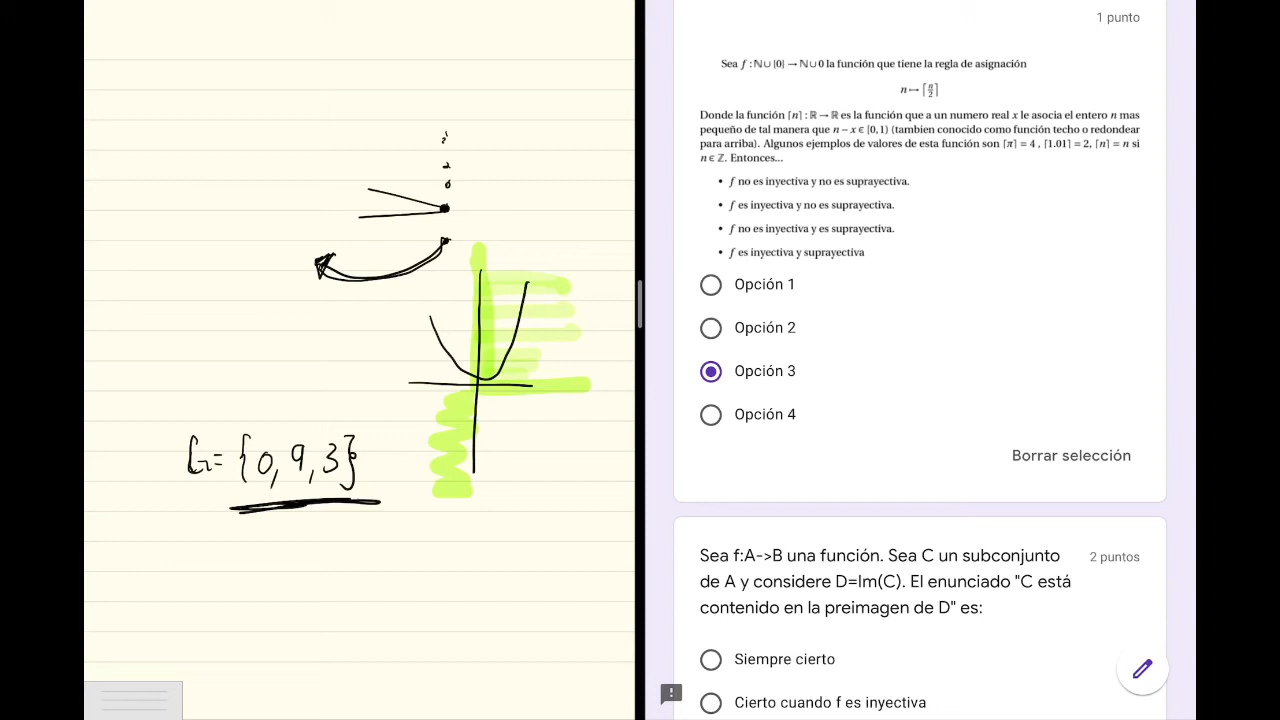 1 punto
Sea f : ℕ ∪ {0} → ℕ ∪ 0 la función que tiene la regla de asignación
n ↦ ⌈n/2⌉
Donde la función ⌈n⌉ : ℝ → ℝ es la función que a un numero real x le asocia el entero n mas
pequeño de tal manera que n − x ∈ [0, 1) (tambien conocido como función techo o redondear
para arriba). Algunos ejemplos de valores de esta función son ⌈π⌉ = 4 , ⌈1.01⌉ = 2, ⌈n⌉ = n si
n ∈ ℤ. Entonces...
• f no es inyectiva y no es suprayectiva.
• f es inyectiva y no es suprayectiva.
• f no es inyectiva y es suprayectiva.
• f es inyectiva y suprayectiva
Opción 1
Opción 2
Opción 3
Opción 4
Borrar selección
Sea f:A->B una función. Sea C un subconjunto
de A y considere D=Im(C). El enunciado "C está
contenido en la preimagen de D" es:
2 puntos
Siempre cierto
Cierto cuando f es inyectiva
= {0, 9, 3}